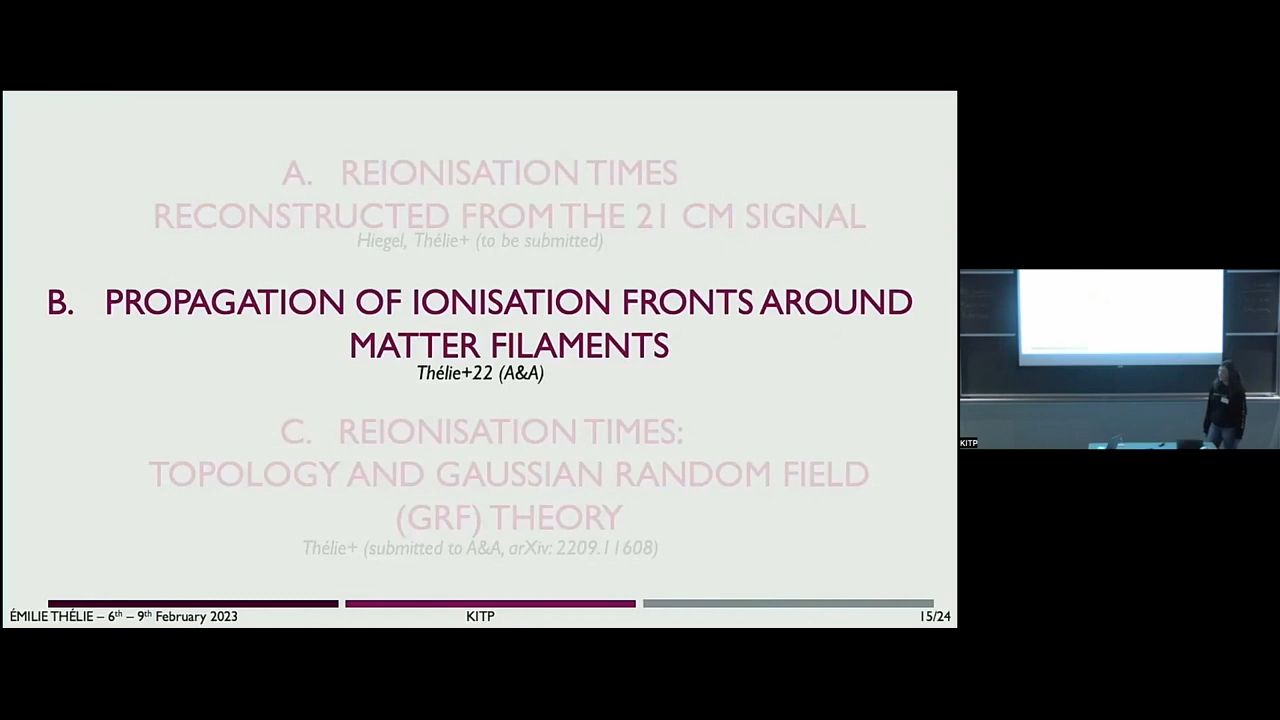 A. REIONISATION TIMES
RECONSTRUCTED FROM THE 21 CM SIGNAL
Hiegel, Thélie+ (to be submitted)
B. PROPAGATION OF IONISATION FRONTS AROUND
MATTER FILAMENTS
Thélie+22 (A&A)
C. REIONISATION TIMES:
TOPOLOGY AND GAUSSIAN RANDOM FIELD
(GRF) THEORY
Thélie+ (submitted to A&A, arXiv: 2209.11608)
ÉMILIE THÉLIE – 6th – 9th February 2023
KITP
15/24
KITP